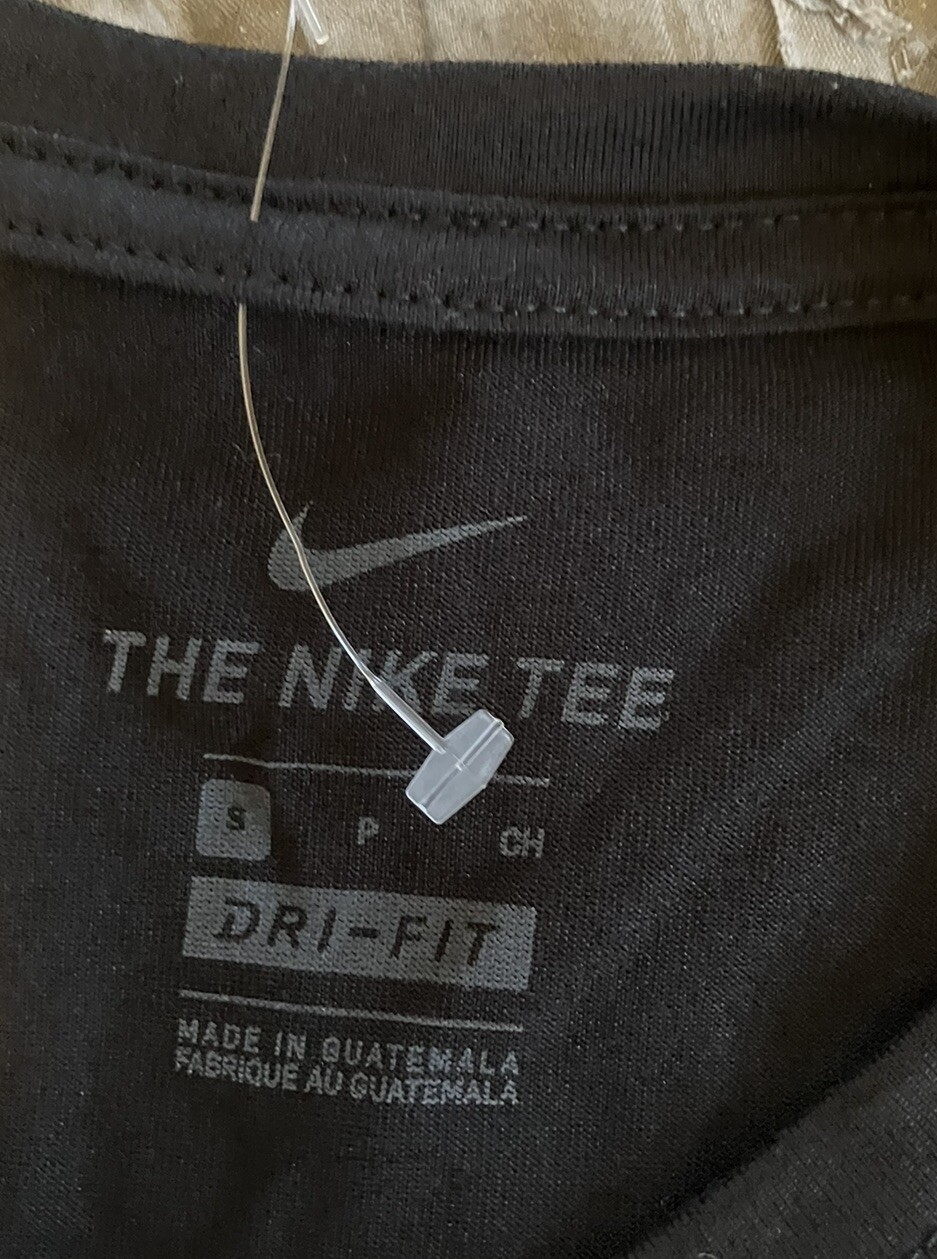 THE NIKE TEE
S P CH
DRI-FIT
MADE IN GUATEMALA
FABRIQUE AU GUATEMALA